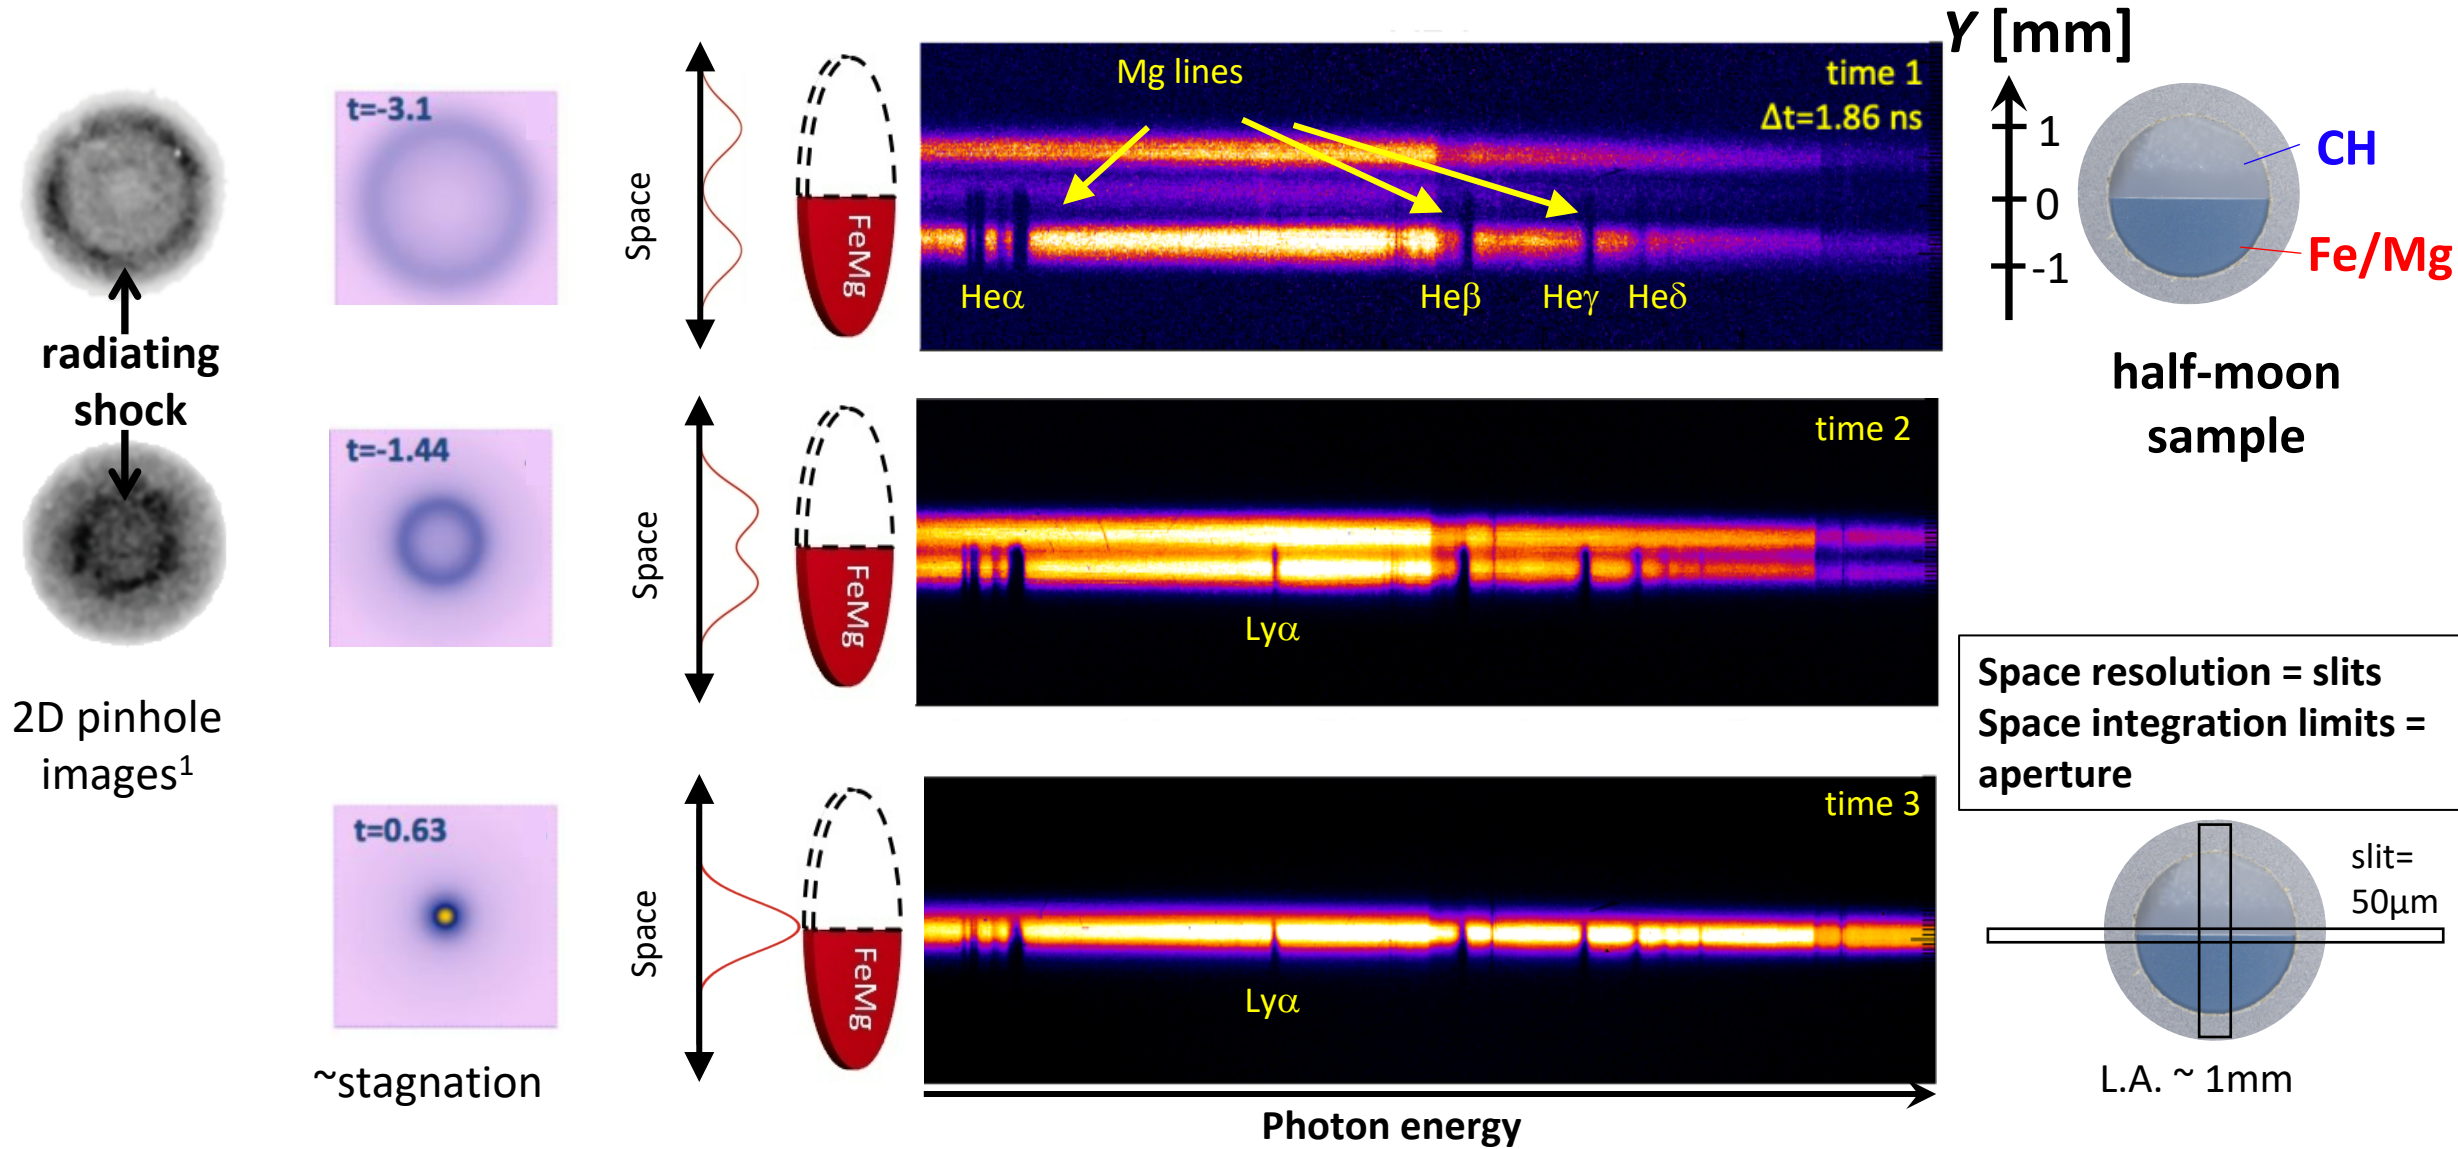 radiating
shock
2D pinhole
images¹
t=-3.1
t=-1.44
t=0.63
~stagnation
Space
FeMg
Space
FeMg
Space
FeMg
Mg lines
time 1
Δt=1.86 ns
Heα
Heβ
Heγ
Heδ
time 2
Lyα
time 3
Lyα
Photon energy
Y [mm]
1
0
-1
CH
Fe/Mg
half-moon
sample
Space resolution = slits
Space integration limits =
aperture
slit=
50μm
L.A. ~ 1mm